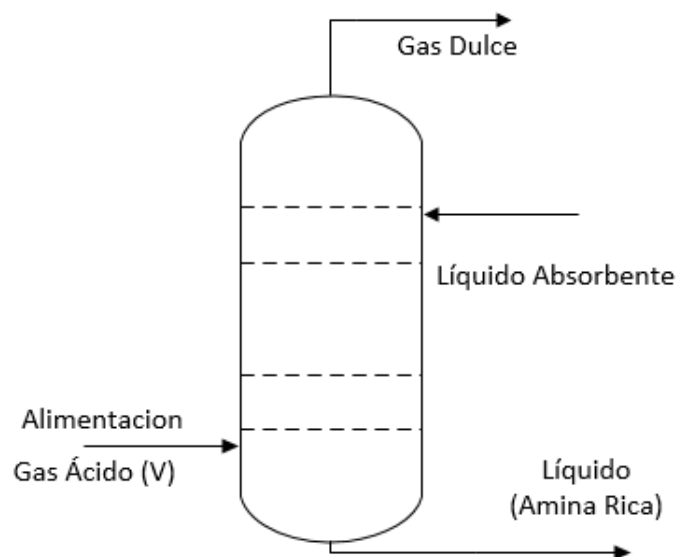 Gas Dulce
Líquido Absorbente
Alimentacion
Gas Ácido (V)
Líquido
(Amina Rica)